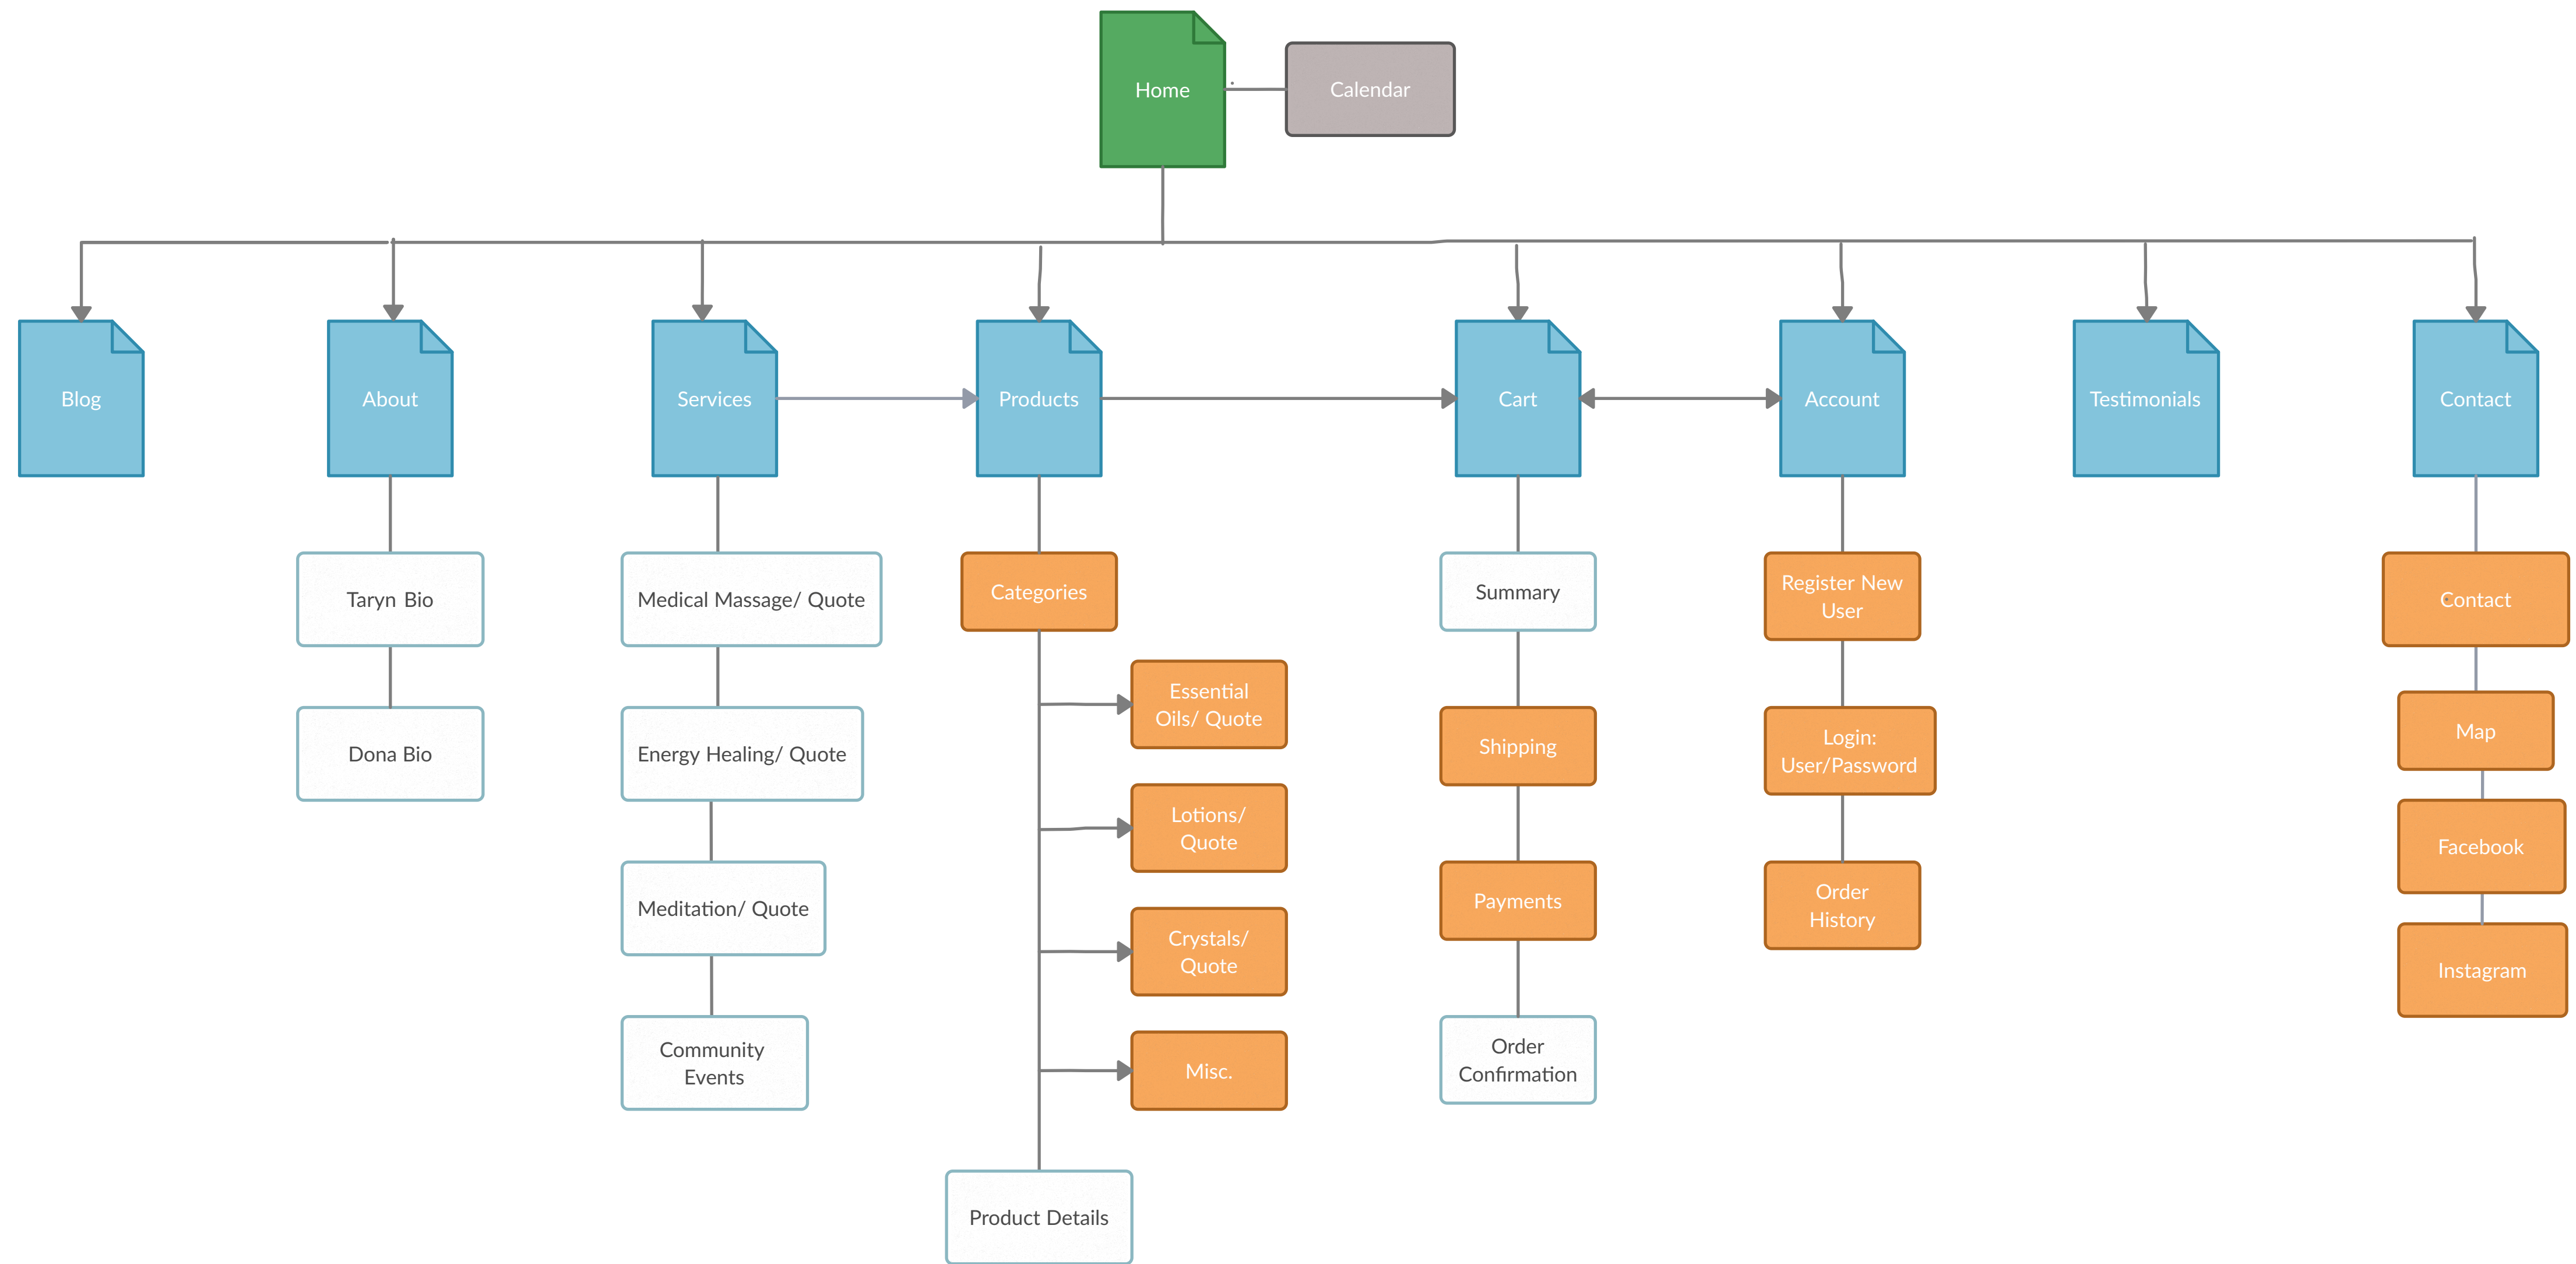 Home
Calendar
Blog
About
Services
Products
Cart
Account
Testimonials
Contact
Taryn Bio
Dona Bio
Medical Massage/ Quote
Energy Healing/ Quote
Meditation/ Quote
Community
Events
Categories
Essential
Oils/ Quote
Lotions/
Quote
Crystals/
Quote
Misc.
Product Details
Summary
Shipping
Payments
Order
Confirmation
Register New
User
Login:
User/Password
Order
History
Contact
Map
Facebook
Instagram